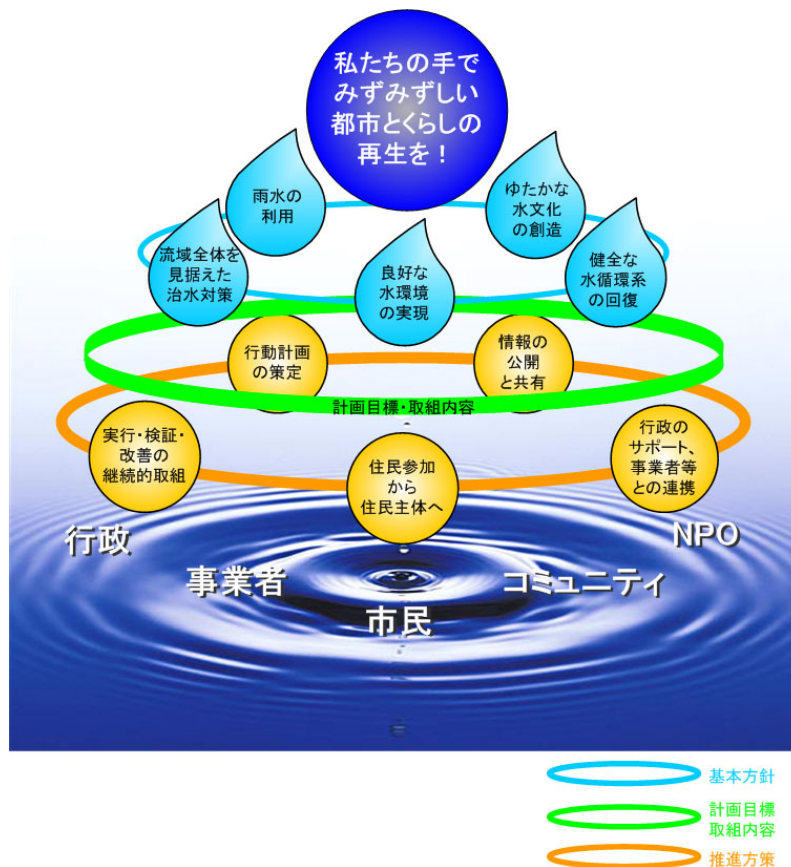 私たちの手で
みずみずしい
都市とくらしの
再生を！
雨水の
利用
ゆたかな
水文化
の創造
流域全体を
見据えた
治水対策
良好な
水環境
の実現
健全な
水循環系
の回復
行動計画
の策定
情報の
公開
と共有
計画目標・取組内容
実行・検証・
改善の
継続的取組
住民参加
から
住民主体へ
行政の
サポート、
事業者等
との連携
行政
NPO
事業者
コミュニティ
市民
基本方針
計画目標
取組内容
推進方策